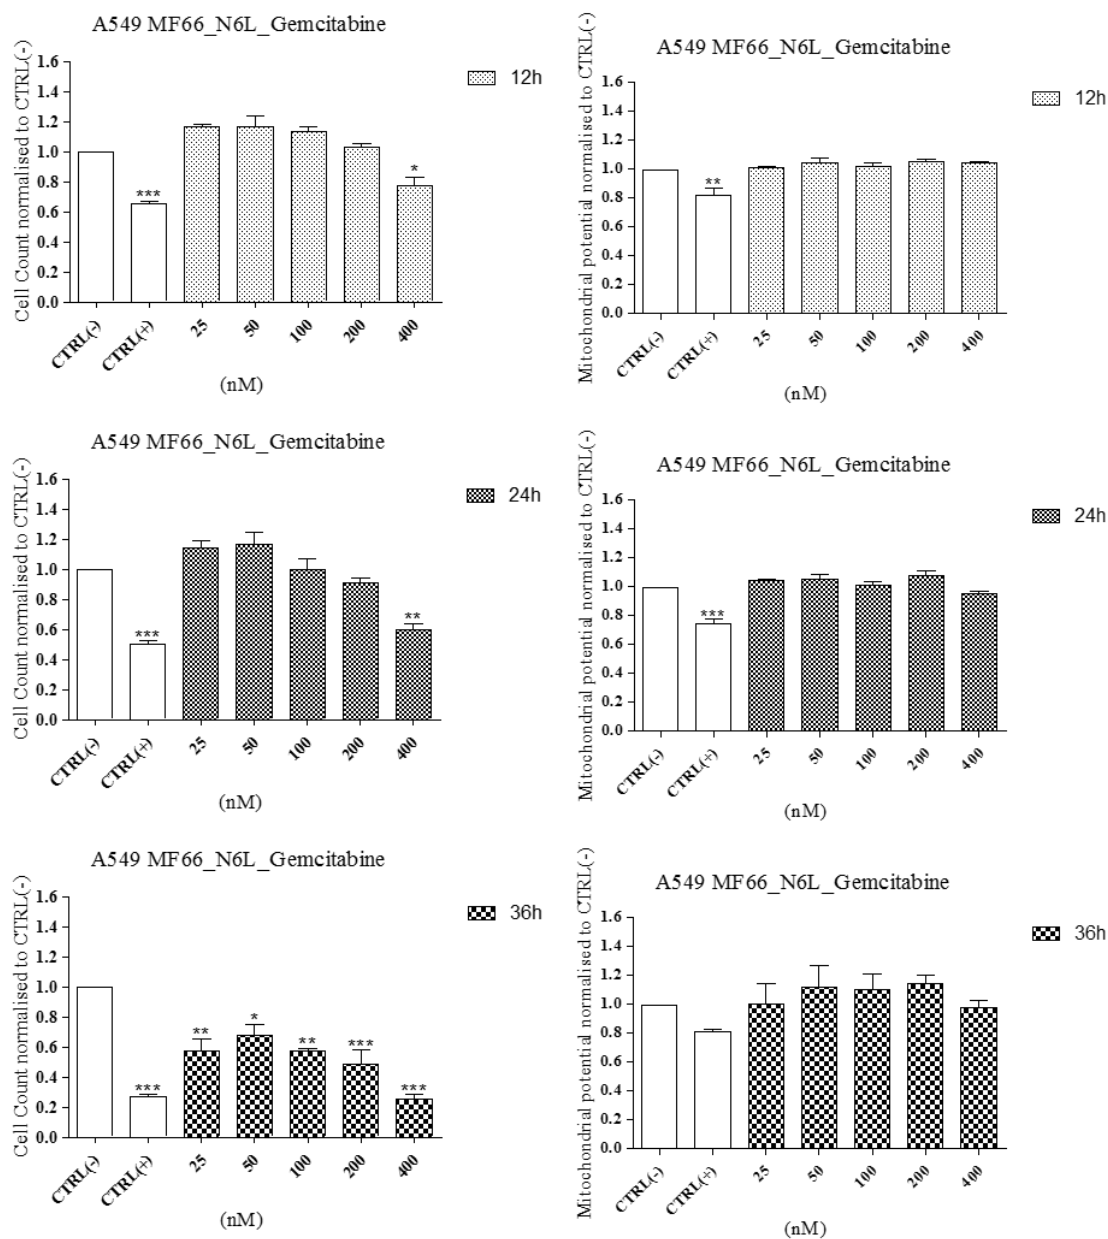 A549 MF66_N6L_Gemcitabine
Cell Count normalised to CTRL(-)
1.6
1.4
1.2
1.0
0.8
0.6
0.4
0.2
0.0
***
*
12h
CTRL(-)
CTRL(+)
25
50
100
200
400
(nM)
A549 MF66_N6L_Gemcitabine
Mitochondrial potential normalised to CTRL(-)
1.6
1.4
1.2
1.0
0.8
0.6
0.4
0.2
0.0
**
12h
CTRL(-)
CTRL(+)
25
50
100
200
400
(nM)
A549 MF66_N6L_Gemcitabine
Cell Count normalised to CTRL(-)
1.6
1.4
1.2
1.0
0.8
0.6
0.4
0.2
0.0
***
**
24h
CTRL(-)
CTRL(+)
25
50
100
200
400
(nM)
A549 MF66_N6L_Gemcitabine
Mitochondrial potential normalised to CTRL(-)
1.6
1.4
1.2
1.0
0.8
0.6
0.4
0.2
0.0
***
24h
CTRL(-)
CTRL(+)
25
50
100
200
400
(nM)
A549 MF66_N6L_Gemcitabine
Cell Count normalised to CTRL(-)
1.6
1.4
1.2
1.0
0.8
0.6
0.4
0.2
0.0
***
**
*
**
***
***
36h
CTRL(-)
CTRL(+)
25
50
100
200
400
(nM)
A549 MF66_N6L_Gemcitabine
Mitochondrial potential normalised to CTRL(-)
1.6
1.4
1.2
1.0
0.8
0.6
0.4
0.2
0.0
36h
CTRL(-)
CTRL(+)
25
50
100
200
400
(nM)